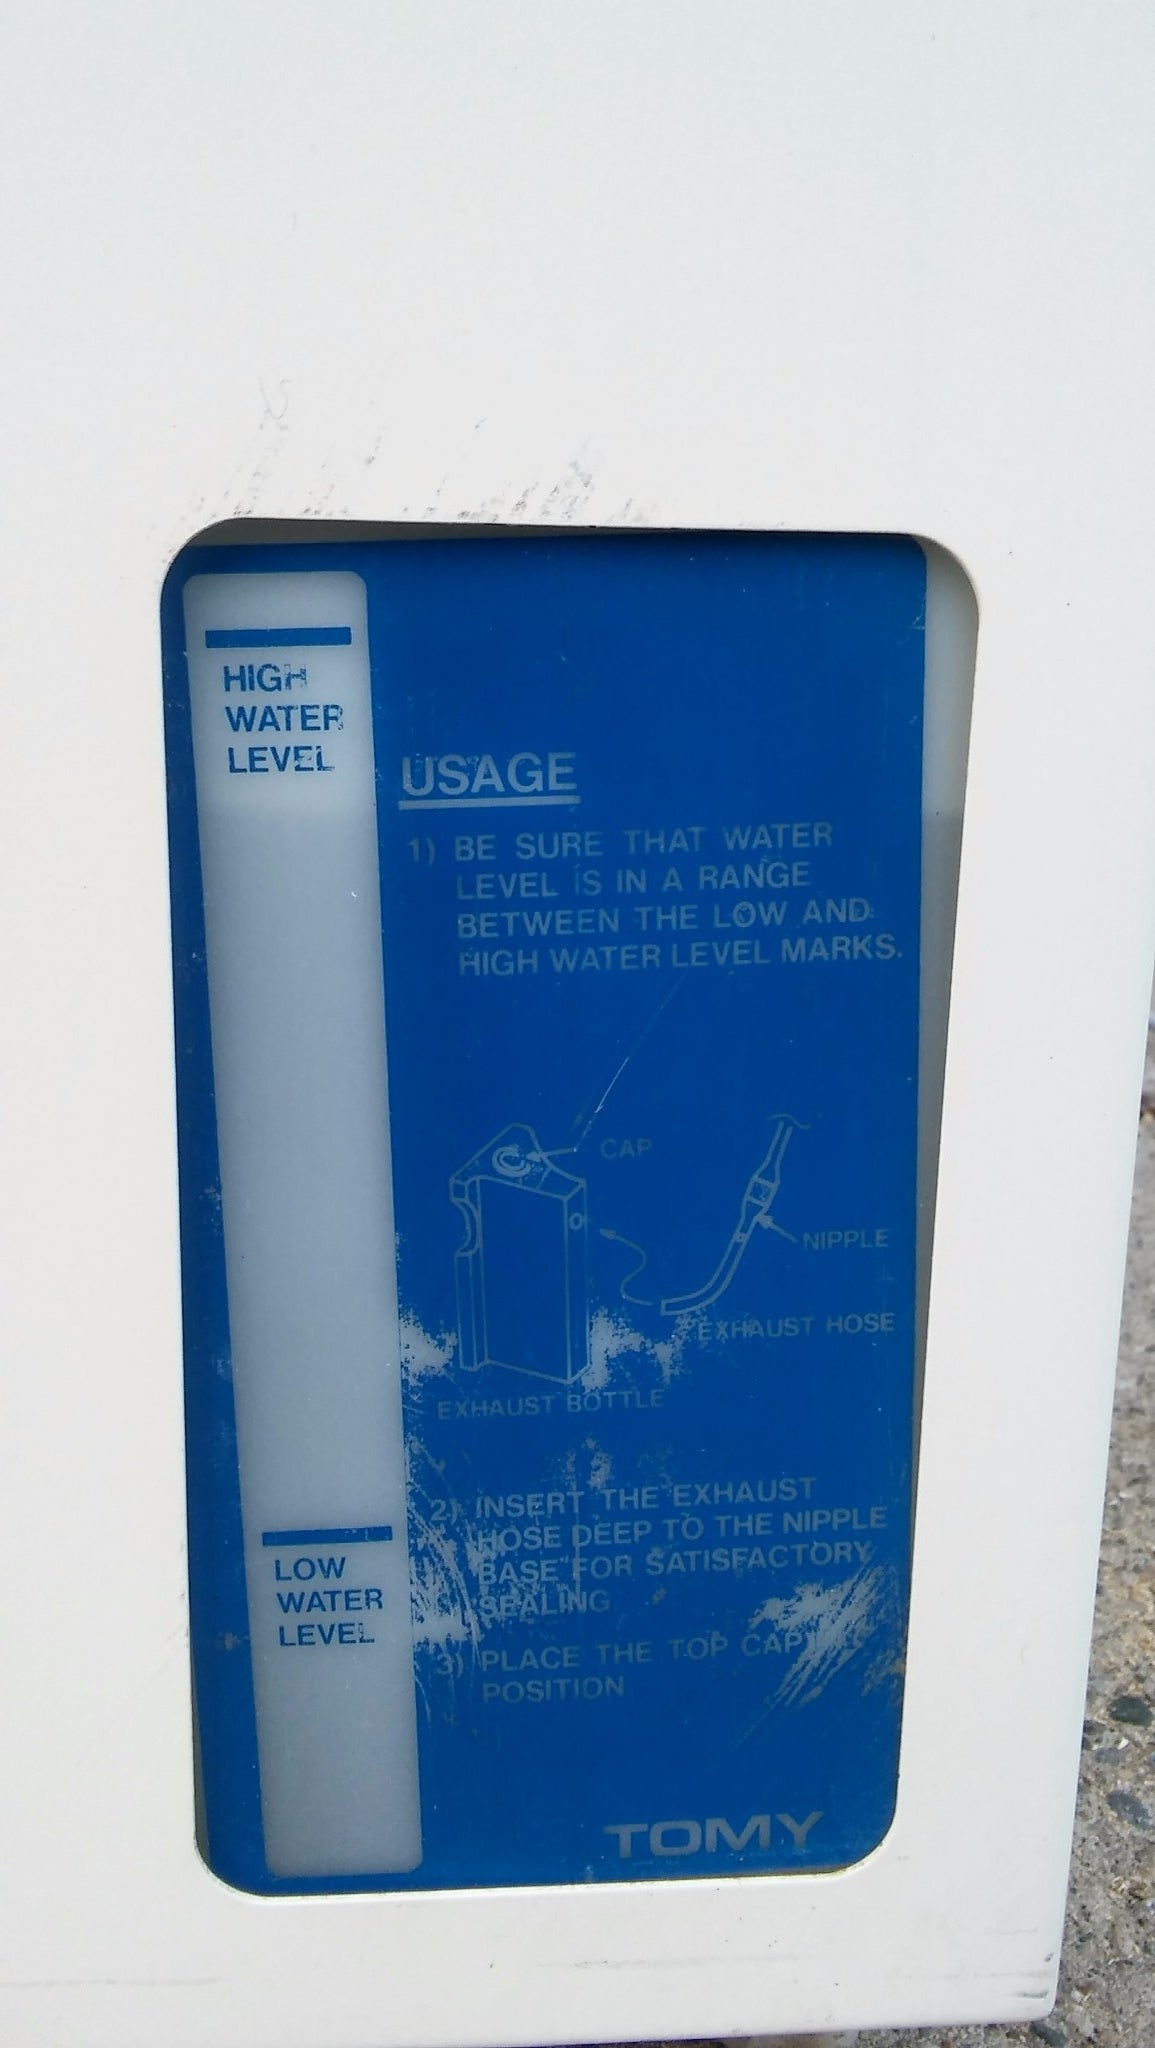 HIGH
WATER
LEVEL
USAGE
1) BE SURE THAT WATER
LEVEL IS IN A RANGE
BETWEEN THE LOW AND
HIGH WATER LEVEL MARKS.
CAP
NIPPLE
EXHAUST HOSE
EXHAUST BOTTLE
2) INSERT THE EXHAUST
HOSE DEEP TO THE NIPPLE
BASE FOR SATISFACTORY
SEALING
3) PLACE THE TOP CAP
POSITION
LOW
WATER
LEVEL
TOMY